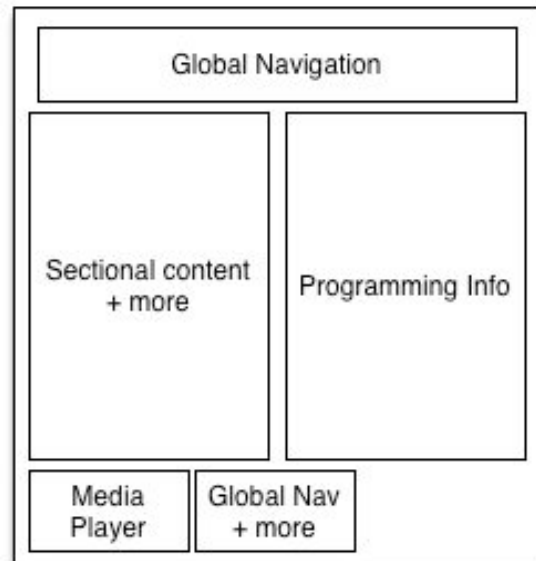 Global Navigation
Sectional content
+ more
Programming Info
Media
Player
Global Nav
+ more